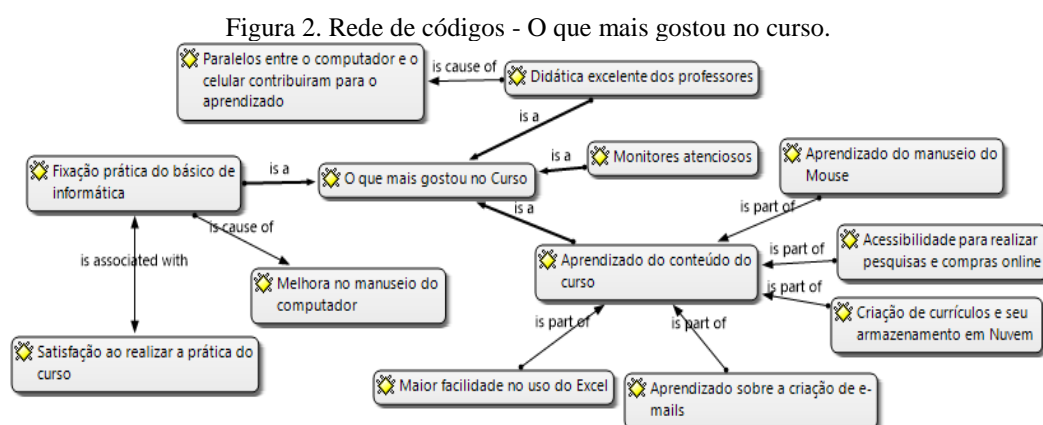 Figura 2. Rede de códigos - O que mais gostou no curso.
Paralelos entre o computador e o
celular contribuiram para o
aprendizado
is cause of
Didática excelente dos professores
is a
Fixação prática do básico de
informática
is a
O que mais gostou no Curso
is a
Monitores atenciosos
Aprendizado do manuseio do
Mouse
is a
is part of
is cause of
is associated with
Melhora no manuseio do
computador
Aprendizado do conteúdo do
curso
is part of
Acessibilidade para realizar
pesquisas e compras online
is part of
Criação de currículos e seu
armazenamento em Nuvem
is part of
is part of
Satisfação ao realizar a prática do
curso
Maior facilidade no uso do Excel
Aprendizado sobre a criação de e-
mails